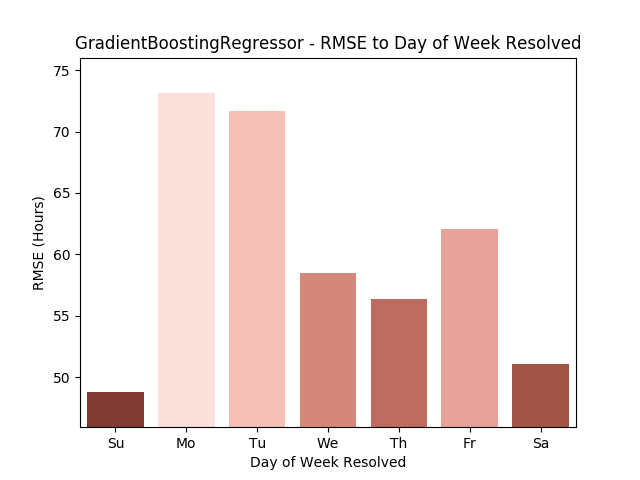 GradientBoostingRegressor - RMSE to Day of Week Resolved
75
70
65
60
55
50
RMSE (Hours)
Su Mo Tu We Th Fr Sa
Day of Week Resolved